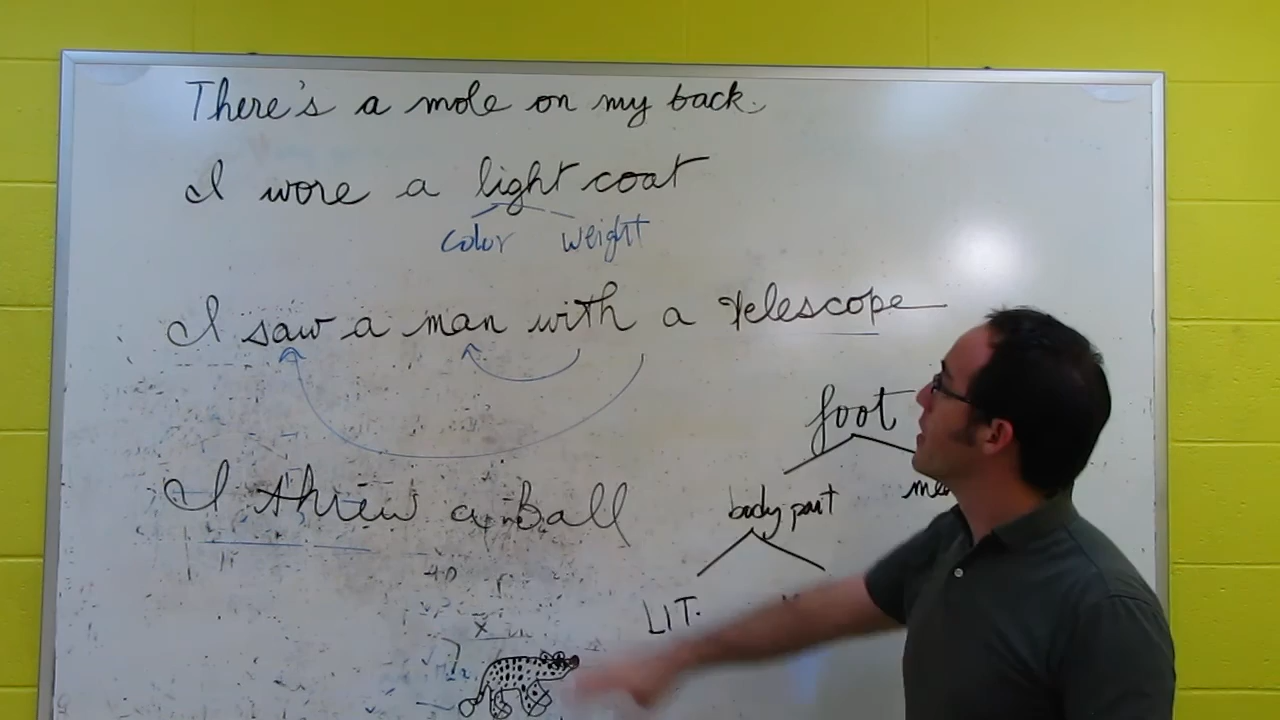 There's a mole on my back.
I wore a light coat
color weight
I saw a man with a telescope
foot
I threw a Ball
body part
LIT.